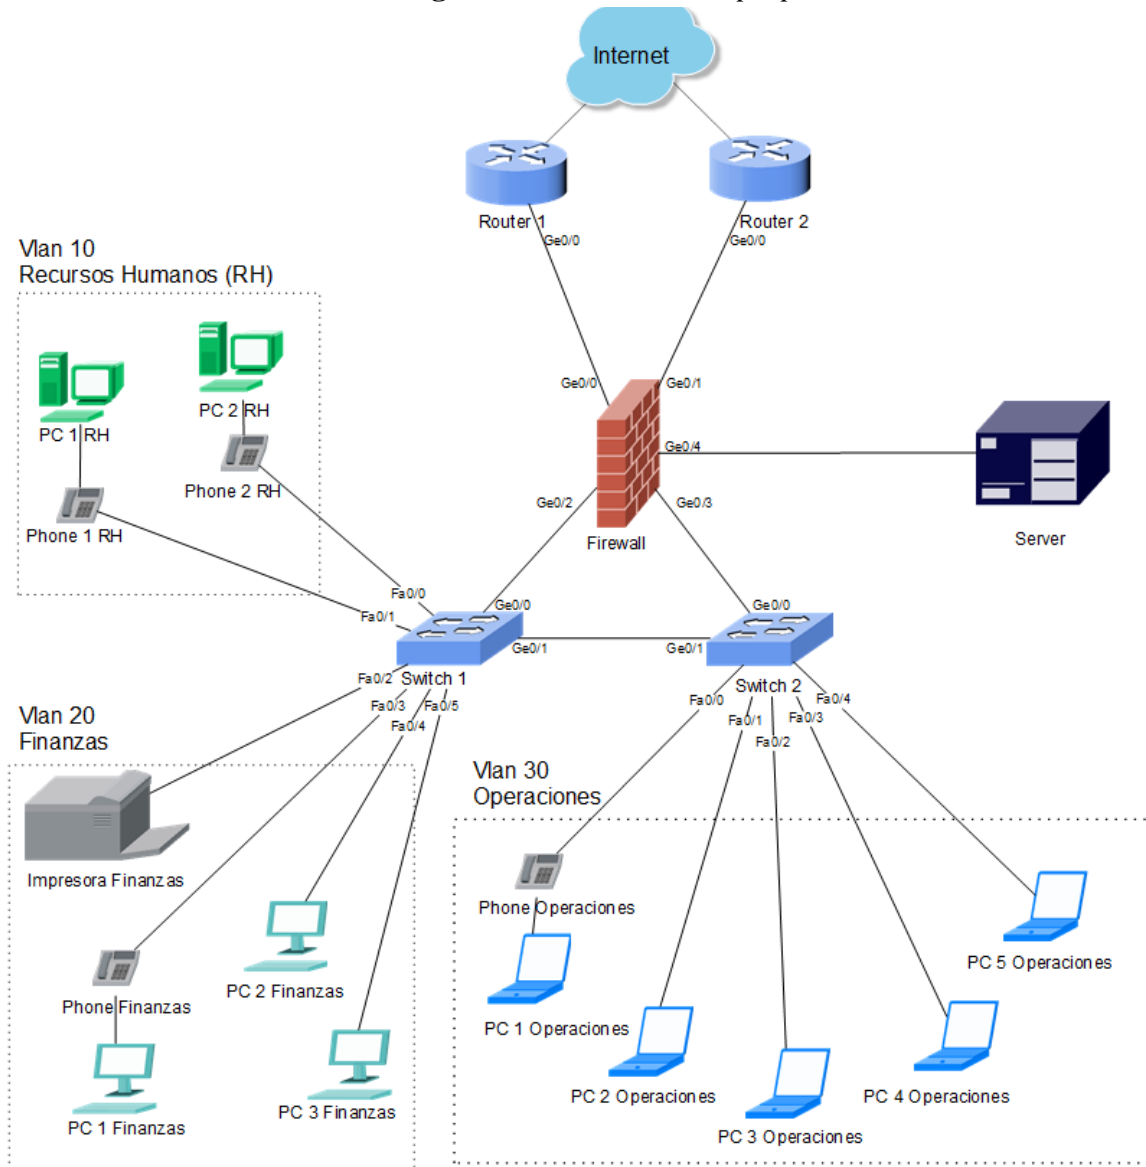 Internet
Router 1
Router 2
Ge0/0
Ge0/0
Vlan 10
Recursos Humanos (RH)
PC 1 RH
PC 2 RH
Phone 2 RH
Phone 1 RH
Ge0/0
Ge0/1
Ge0/4
Ge0/2
Ge0/3
Firewall
Server
Fa0/0
Fa0/1
Ge0/0
Ge0/1
Ge0/0
Ge0/1
Switch 1
Switch 2
Fa0/2
Fa0/3
Fa0/4
Fa0/5
Fa0/0
Fa0/1
Fa0/2
Fa0/3
Fa0/4
Vlan 20
Finanzas
Impresora Finanzas
Phone Finanzas
PC 1 Finanzas
PC 2 Finanzas
PC 3 Finanzas
Vlan 30
Operaciones
Phone Operaciones
PC 1 Operaciones
PC 2 Operaciones
PC 3 Operaciones
PC 4 Operaciones
PC 5 Operaciones